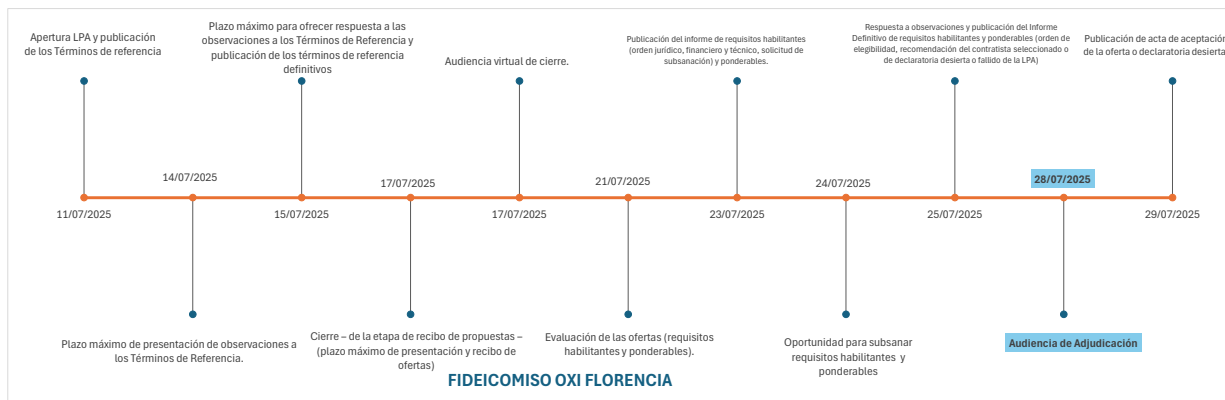 Apertura LPA y publicación
de los Términos de referencia
Plazo máximo para ofrecer respuesta a las
observaciones a los Términos de Referencia y
publicación de los términos de referencia
definitivos
Audiencia virtual de cierre.
Publicación del informe de requisitos habilitantes
(orden jurídico, financiero y técnico, solicitud de
subsanación) y ponderables.
Respuesta a observaciones y publicación del Informe
Definitivo de requisitos habilitantes y ponderables (orden de
elegibilidad, recomendación del contratista seleccionado o
de declaratoria desierta o fallido de la LPA)
Publicación de acta de aceptación
de la oferta o declaratoria desierta
14/07/2025
17/07/2025
21/07/2025
24/07/2025
28/07/2025
11/07/2025
15/07/2025
17/07/2025
23/07/2025
25/07/2025
29/07/2025
Plazo máximo de presentación de observaciones a
los Términos de Referencia.
Cierre – de la etapa de recibo de propuestas –
(plazo máximo de presentación y recibo de
ofertas)
Evaluación de las ofertas (requisitos
habilitantes y ponderables).
Oportunidad para subsanar
requisitos habilitantes y
ponderables
Audiencia de Adjudicación
FIDEICOMISO OXI FLORENCIA